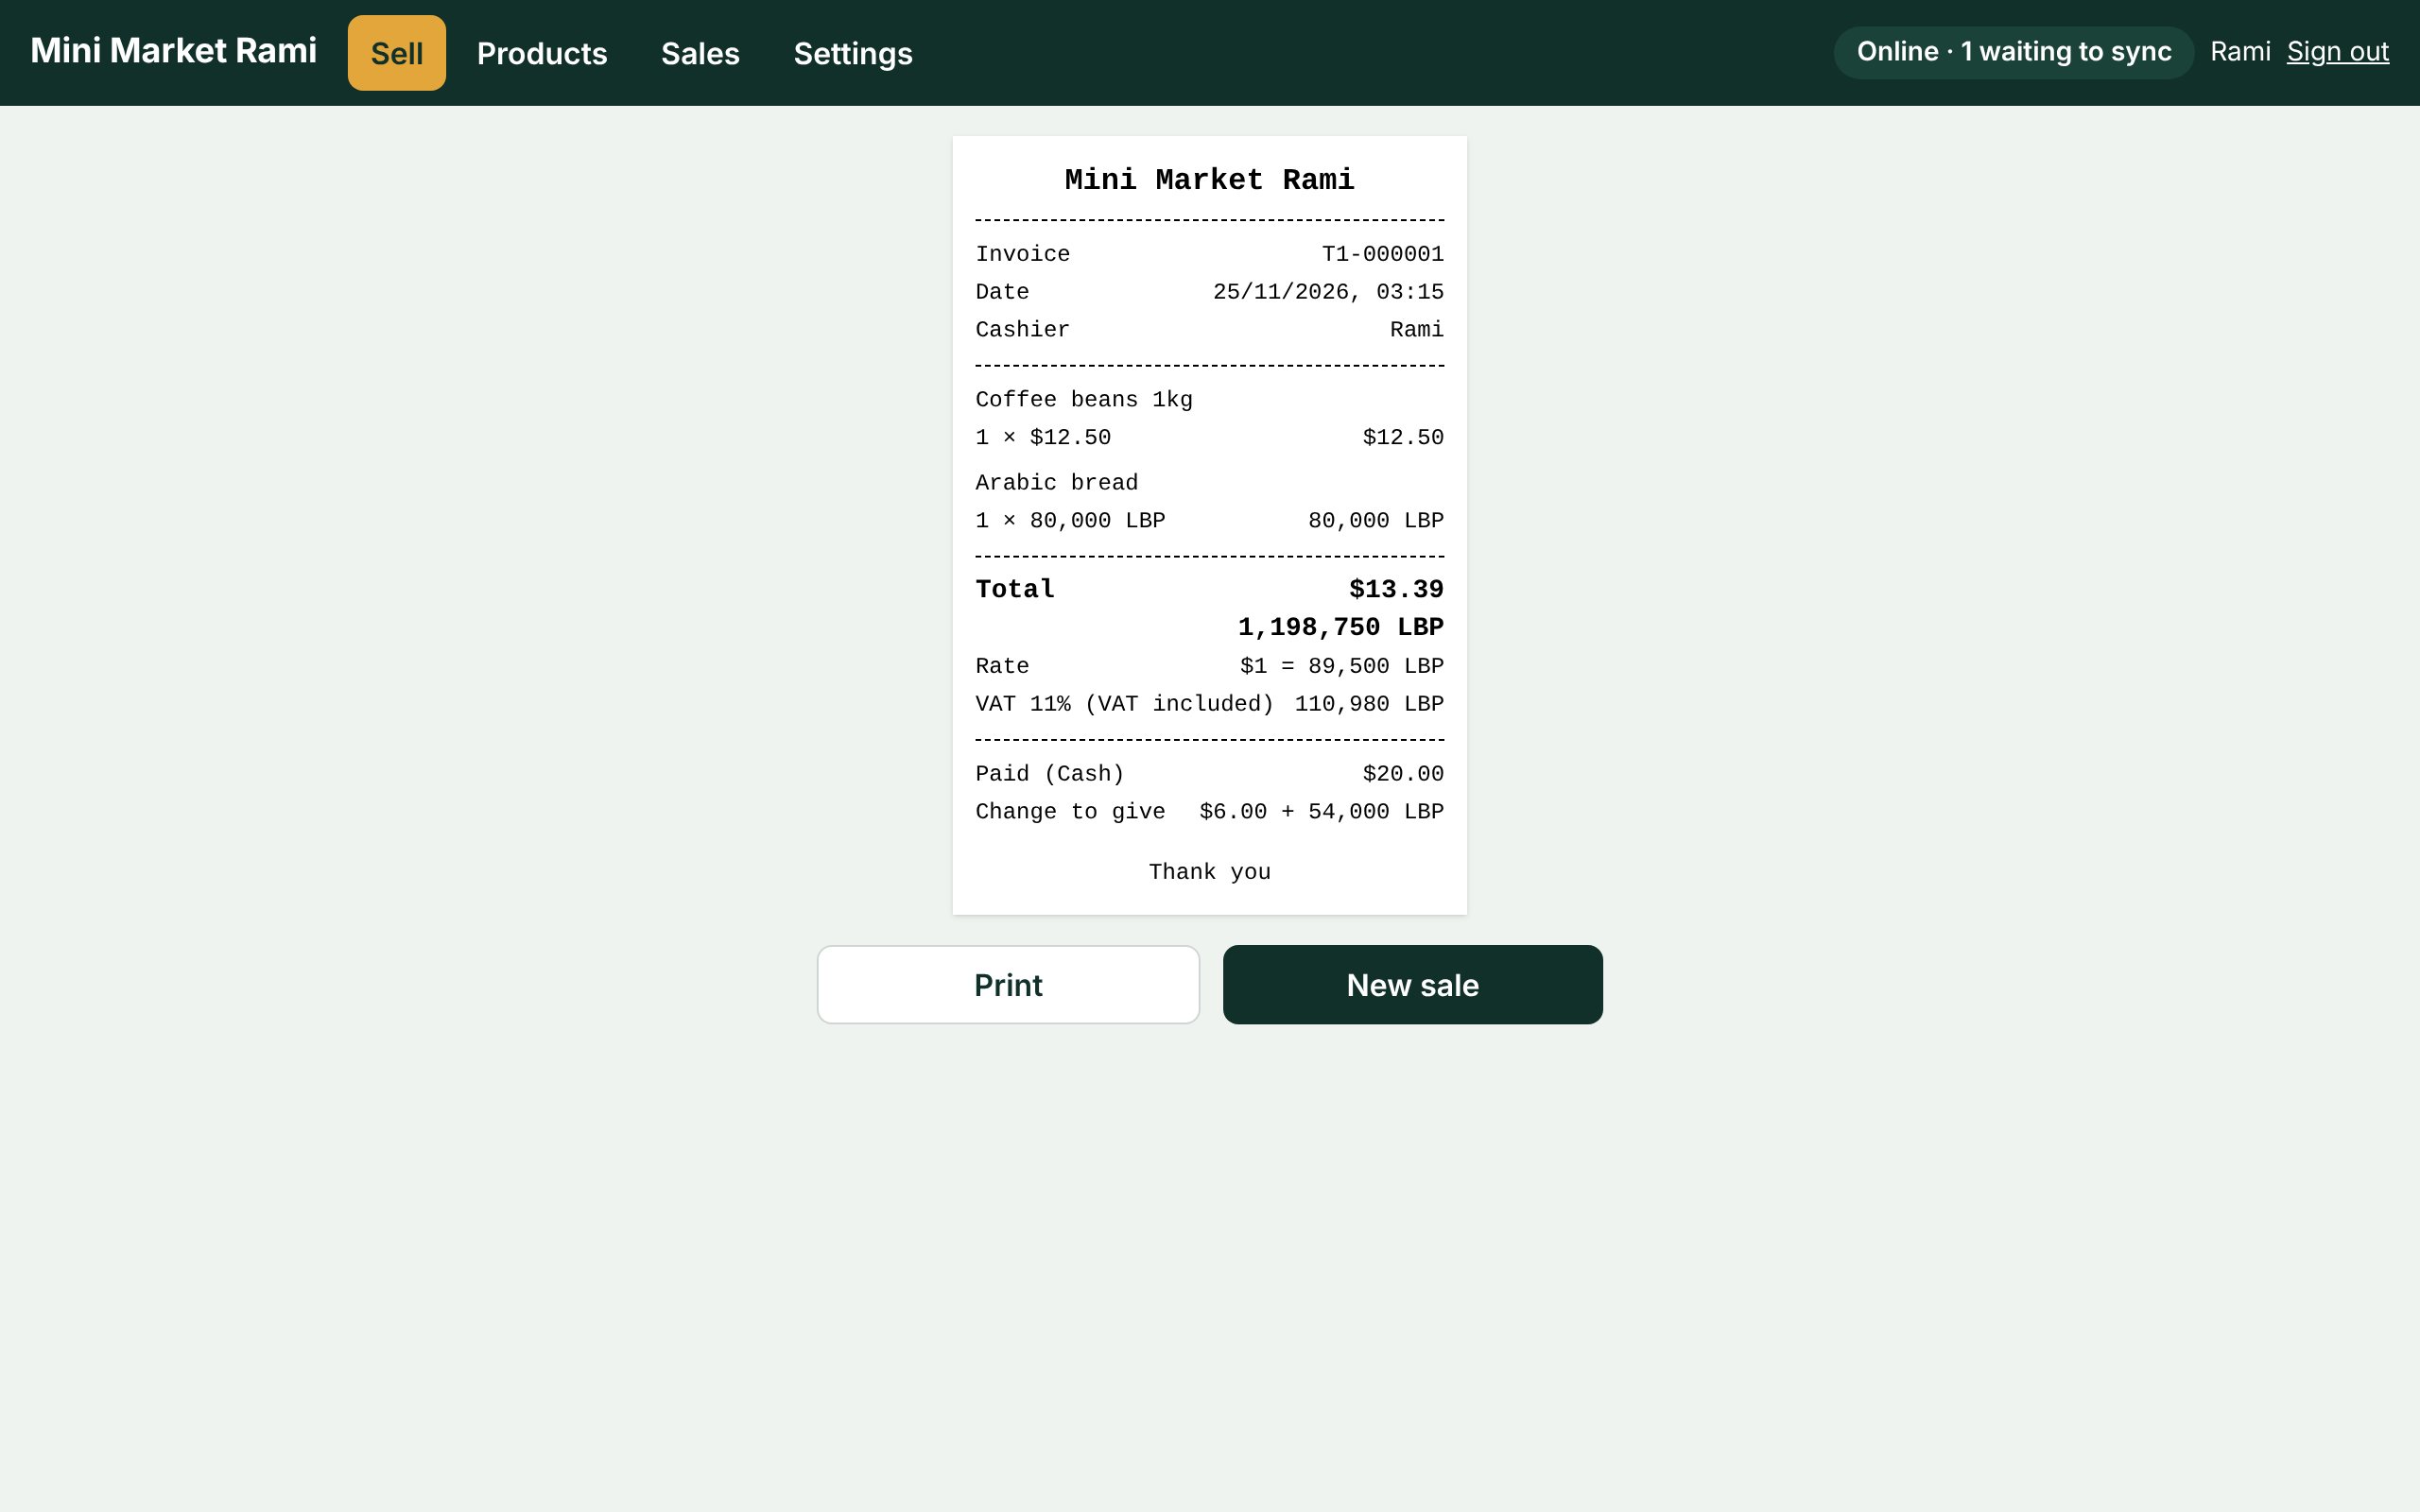 Mini Market Rami Sell Products Sales Settings Online · 1 waiting to sync Rami Sign out
Mini Market Rami
Invoice T1-000001
Date 25/11/2026, 03:15
Cashier Rami
Coffee beans 1kg
1 × $12.50 $12.50
Arabic bread
1 × 80,000 LBP 80,000 LBP
Total $13.39
1,198,750 LBP
Rate $1 = 89,500 LBP
VAT 11% (VAT included) 110,980 LBP
Paid (Cash) $20.00
Change to give $6.00 + 54,000 LBP
Thank you
Print New sale